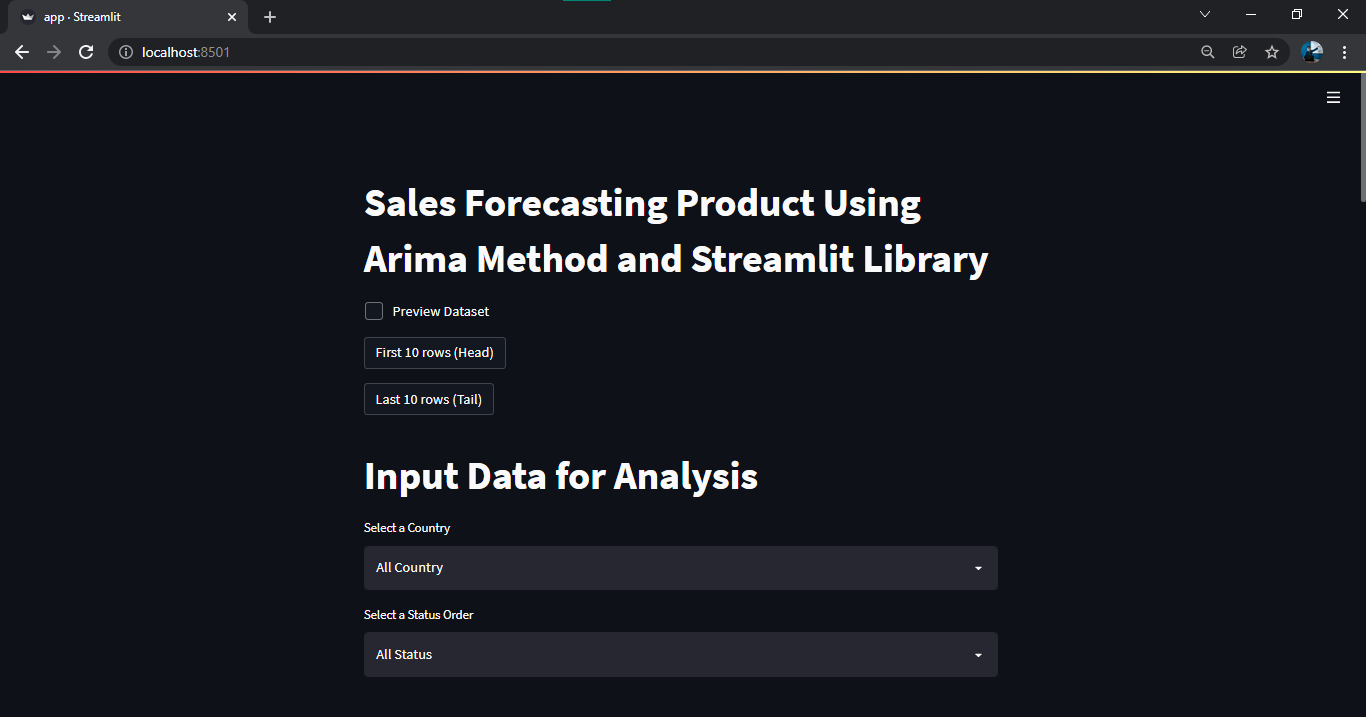 app · Streamlit
localhost:8501
Sales Forecasting Product Using
Arima Method and Streamlit Library
Preview Dataset
First 10 rows (Head)
Last 10 rows (Tail)
Input Data for Analysis
Select a Country
All Country
Select a Status Order
All Status